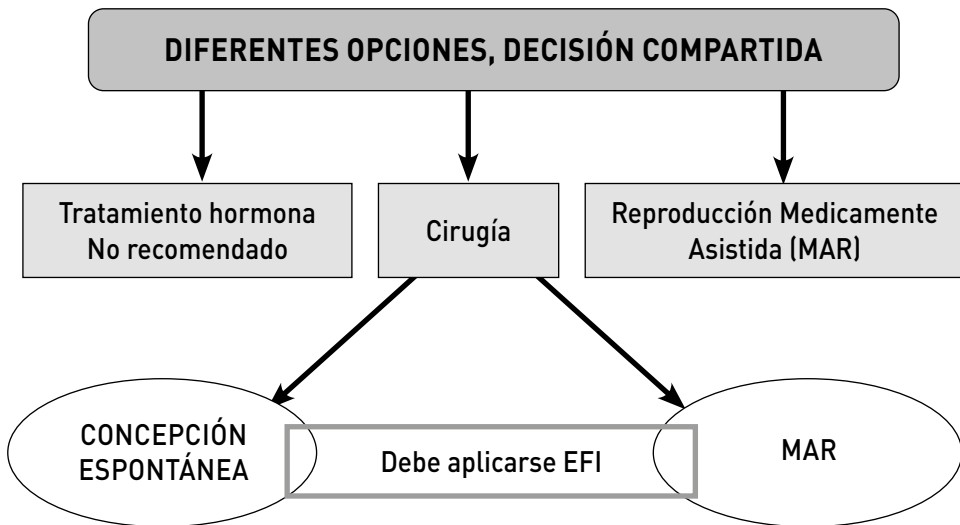 DIFERENTES OPCIONES, DECISIÓN COMPARTIDA
Tratamiento hormona
No recomendado
Cirugía
Reproducción Medicamente
Asistida (MAR)
CONCEPCIÓN
ESPONTÁNEA
Debe aplicarse EFI
MAR